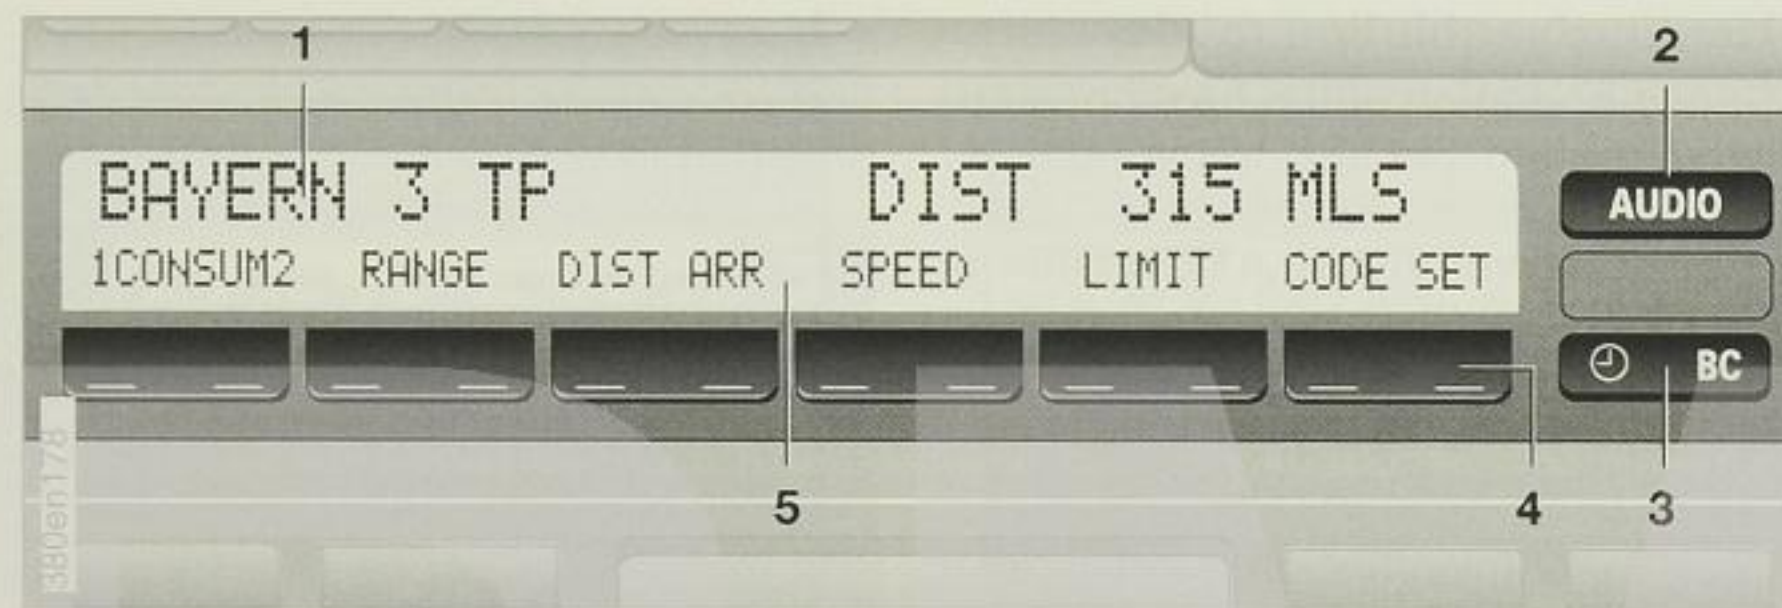 1 2
BAYERN 3 TP DIST 315 MLS AUDIO
1CONSUM2 RANGE DIST ARR SPEED LIMIT CODE SET
BC
5 4 3
380en178